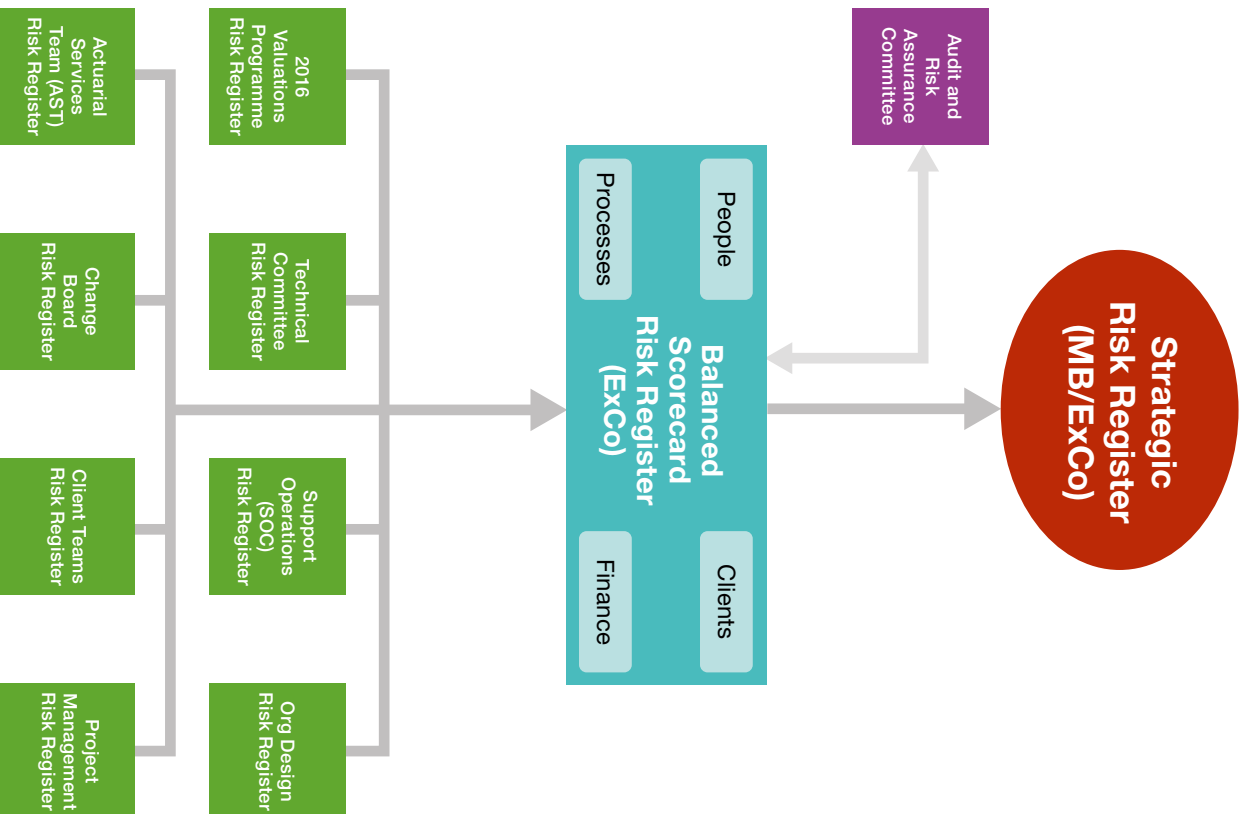 Strategic
Risk Register
(MB/ExCo)
Audit and
Risk
Assurance
Committee
People
Clients
Balanced
Scorecard
Risk Register
(ExCo)
Processes
Finance
2016
Valuations
Programme
Risk Register
Technical
Committee
Risk Register
Support
Operations
(SOC)
Risk Register
Org Design
Risk Register
Actuarial
Services
Team (AST)
Risk Register
Change
Board
Risk Register
Client Teams
Risk Register
Project
Management
Risk Register